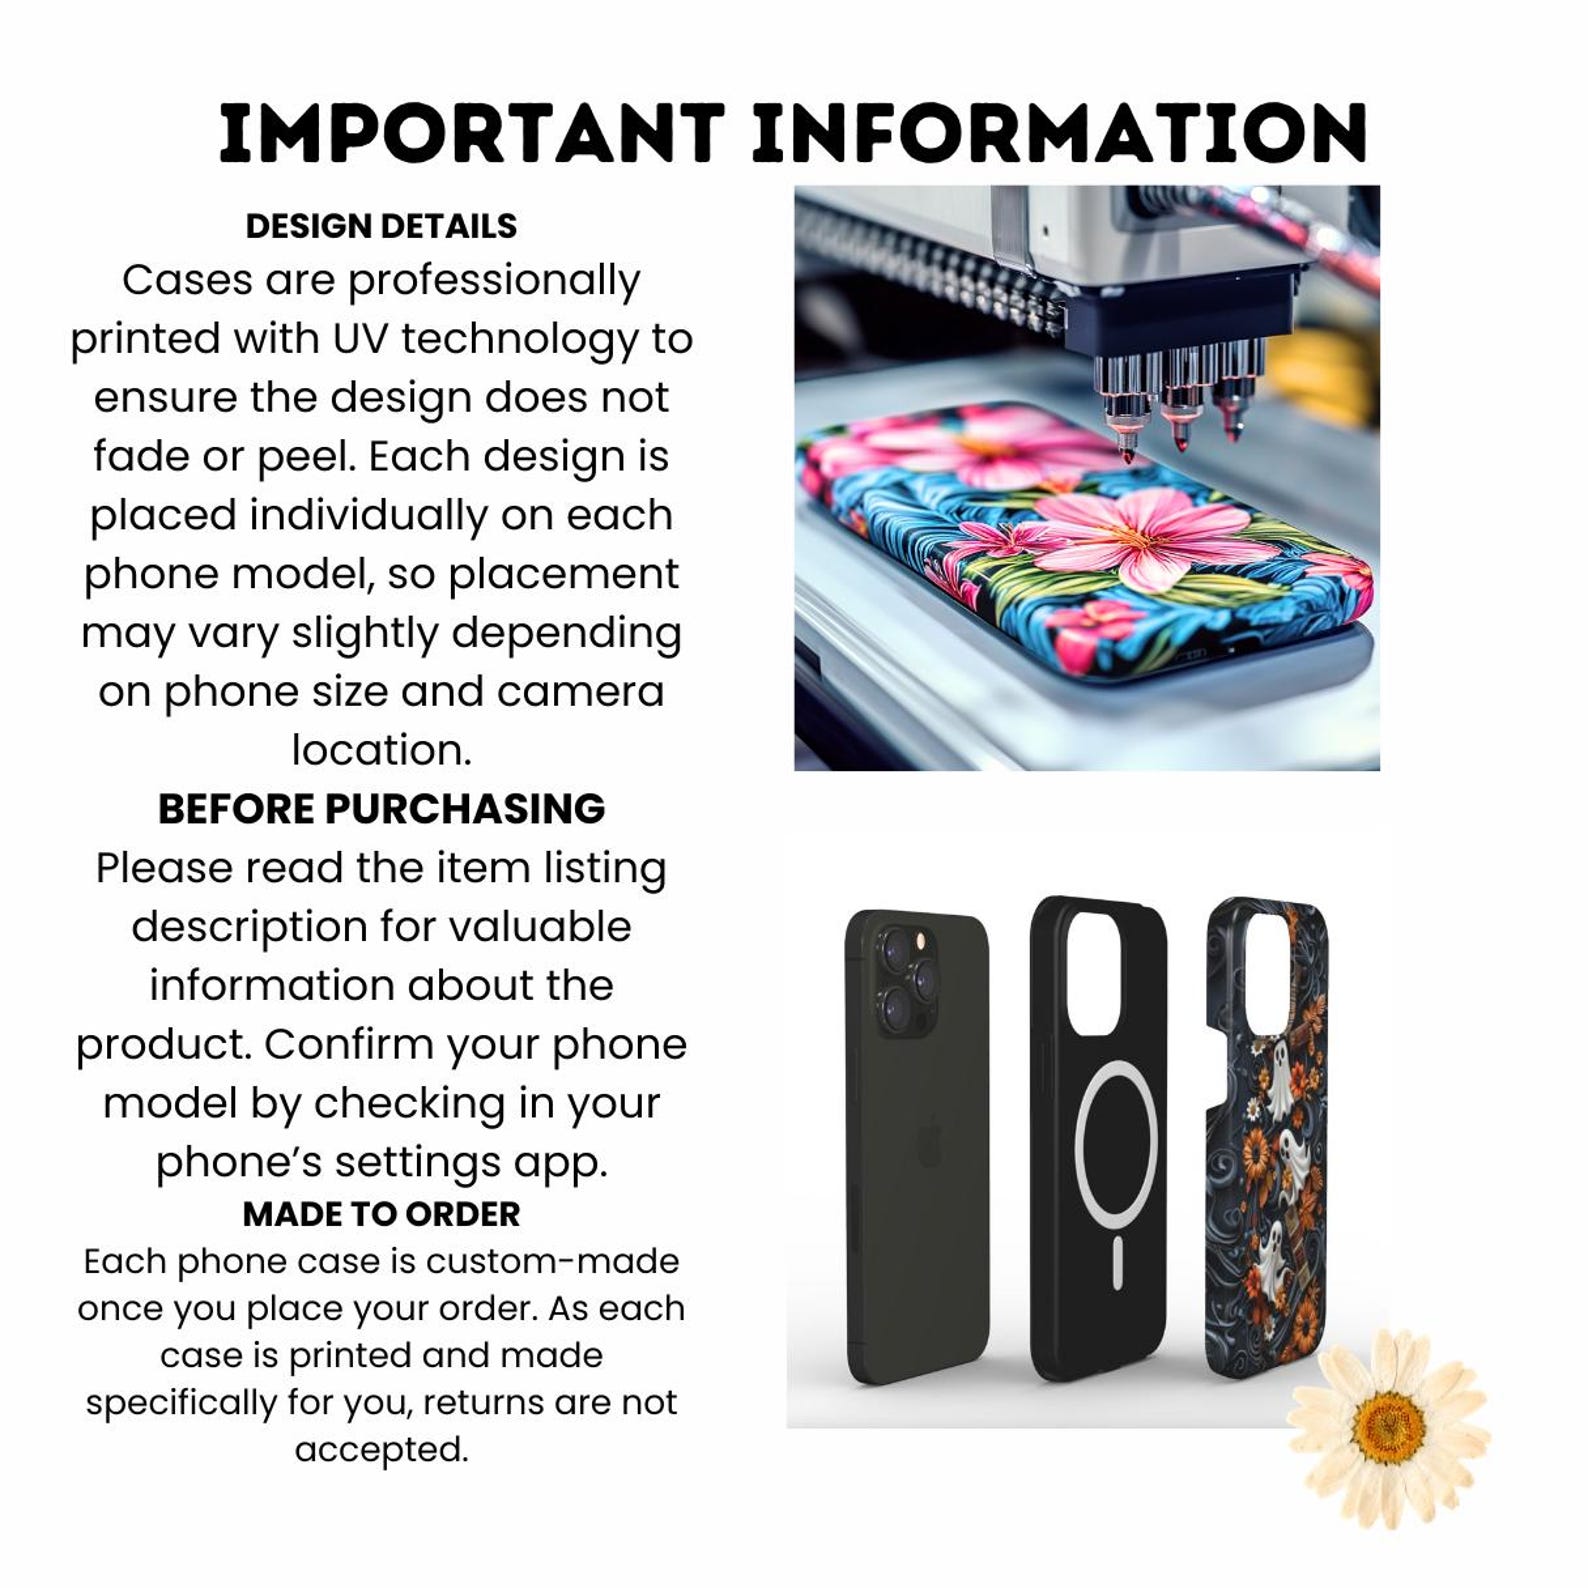 IMPORTANT INFORMATION
DESIGN DETAILS
Cases are professionally
printed with UV technology to
ensure the design does not
fade or peel. Each design is
placed individually on each
phone model, so placement
may vary slightly depending
on phone size and camera
location.
BEFORE PURCHASING
Please read the item listing
description for valuable
information about the
product. Confirm your phone
model by checking in your
phone’s settings app.
MADE TO ORDER
Each phone case is custom-made
once you place your order. As each
case is printed and made
specifically for you, returns are not
accepted.